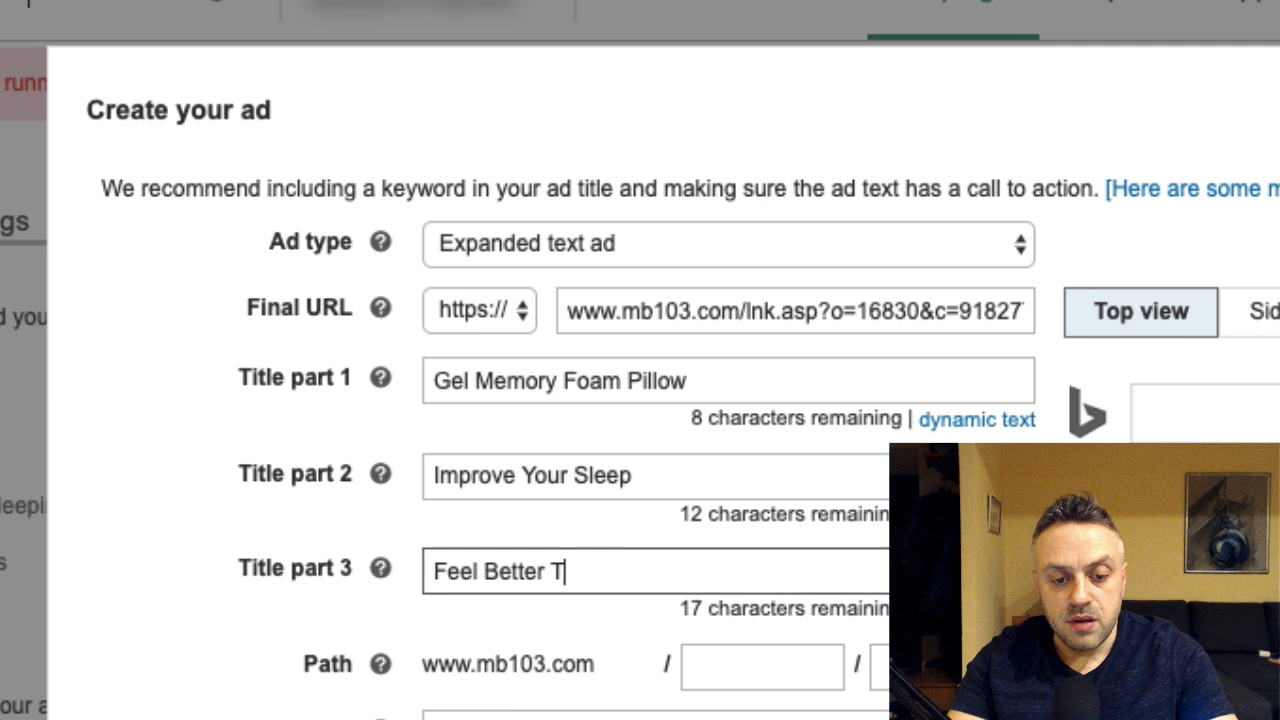 runn
Create your ad
We recommend including a keyword in your ad title and making sure the ad text has a call to action. [Here are some m
gs
Ad type Expanded text ad
Final URL https:// www.mb103.com/lnk.asp?o=16830&c=91827
Top view Sid
d you
Title part 1 Gel Memory Foam Pillow
8 characters remaining | dynamic text
Title part 2 Improve Your Sleep
12 characters remainin
leepi
s
Title part 3 Feel Better T
17 characters remainin
Path www.mb103.com / /
our a